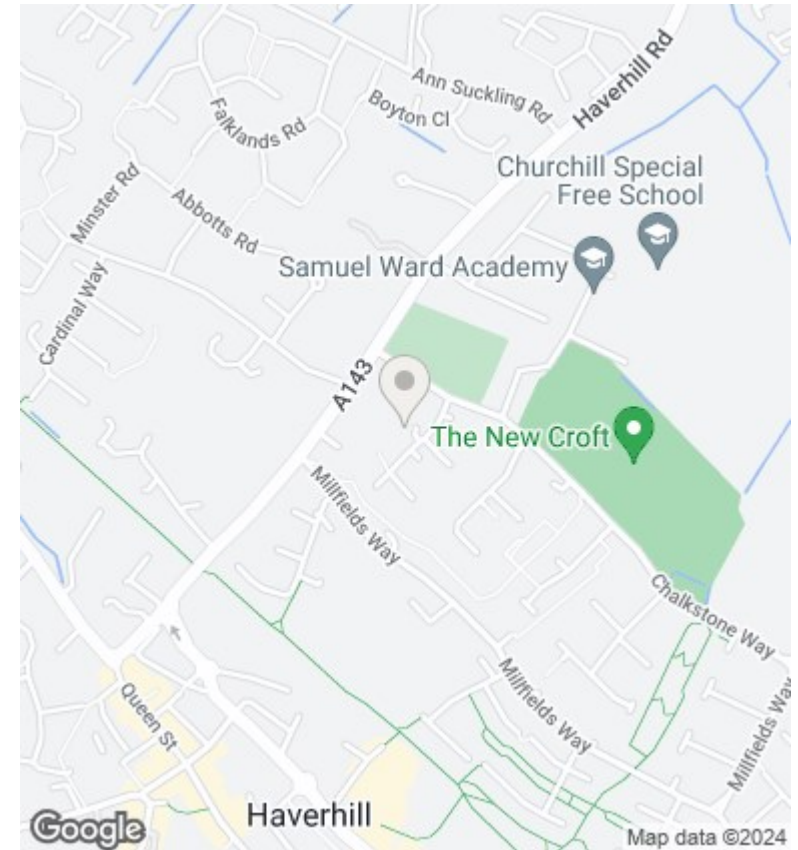 Haverhill Rd
Ann Suckling Rd
Boyton Cl
Falklands Rd
Churchill Special
Free School
Minster Rd
Abbotts Rd
Samuel Ward Academy
Cardinal Way
A143
The New Croft
Millfields Way
Chalkstone Way
Millfields Way
Queen St
Millfields Way
Haverhill
Google
Map data ©2024